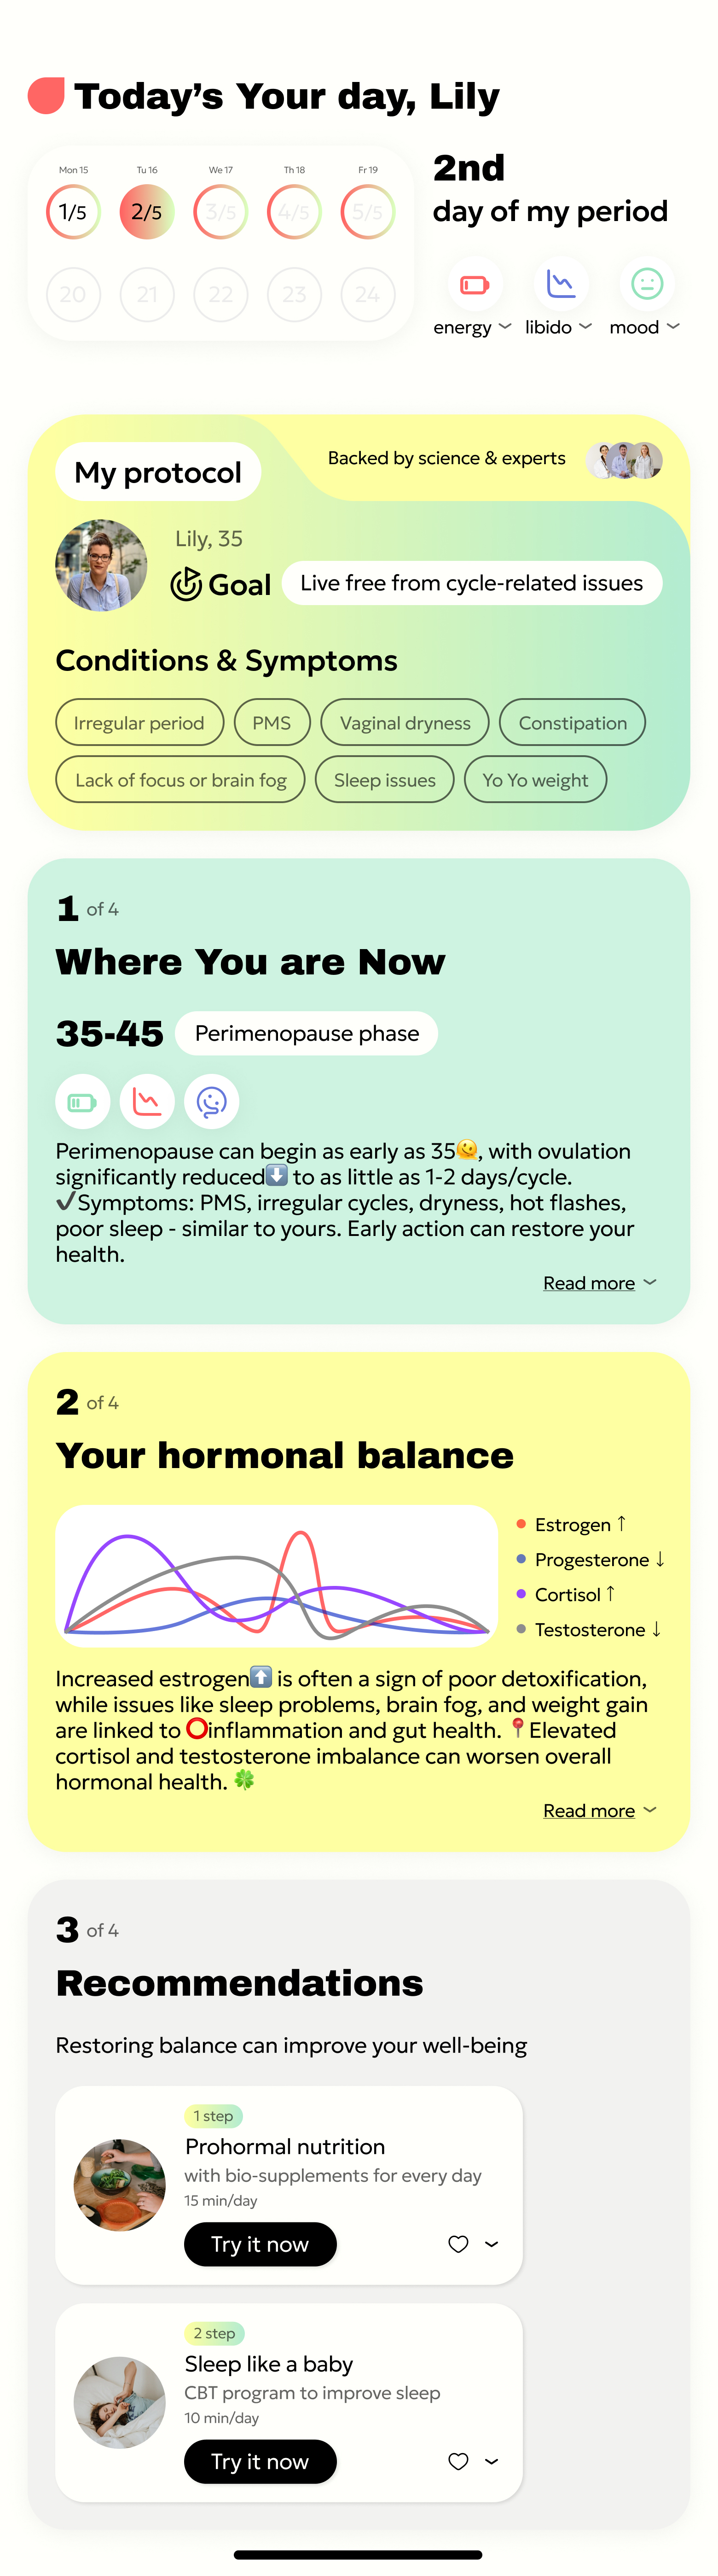 Today's Your day, Lily
Mon 15 Tu 16 We 17 Th 18 Fr 19
1/5 2/5 3/5 4/5 5/5
20 21 22 23 24
2nd
day of my period
energy libido mood
My protocol
Backed by science & experts
Lily, 35
Goal Live free from cycle-related issues
Conditions & Symptoms
Irregular period PMS Vaginal dryness Constipation
Lack of focus or brain fog Sleep issues Yo Yo weight
1 of 4
Where You are Now
35-45 Perimenopause phase
Perimenopause can begin as early as 35🫠, with ovulation
significantly reduced⬇️ to as little as 1-2 days/cycle.
✔️Symptoms: PMS, irregular cycles, dryness, hot flashes,
poor sleep - similar to yours. Early action can restore your
health.
Read more
2 of 4
Your hormonal balance
Estrogen ↑
Progesterone ↓
Cortisol ↑
Testosterone ↓
Increased estrogen⬆️ is often a sign of poor detoxification,
while issues like sleep problems, brain fog, and weight gain
are linked to ⭕inflammation and gut health. 📍Elevated
cortisol and testosterone imbalance can worsen overall
hormonal health. 🍀
Read more
3 of 4
Recommendations
Restoring balance can improve your well-being
1 step
Prohormal nutrition
with bio-supplements for every day
15 min/day
Try it now
2 step
Sleep like a baby
CBT program to improve sleep
10 min/day
Try it now